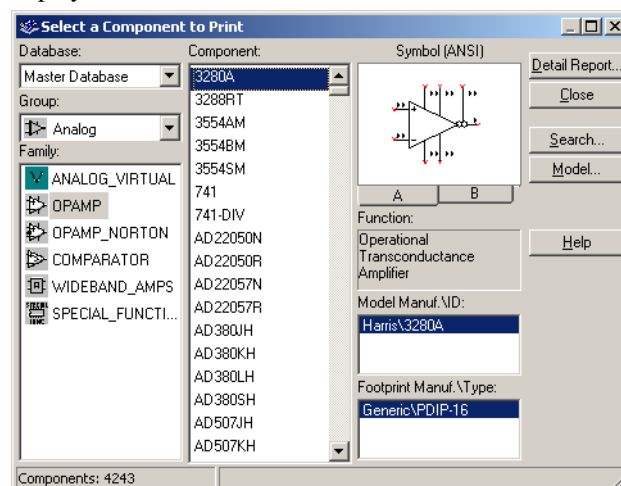 Select a Component to Print
Database:
Master Database
Group:
Analog
Family:
ANALOG_VIRTUAL
OPAMP
OPAMP_NORTON
COMPARATOR
WIDEBAND_AMPS
SPECIAL_FUNCTI...
Component:
3280A
3288RT
3554AM
3554BM
3554SM
741
741-DIV
AD22050N
AD22050R
AD22057N
AD22057R
AD380JH
AD380KH
AD380LH
AD380SH
AD507JH
AD507KH
Symbol (ANSI)
A
B
Function:
Operational
Transconductance
Amplifier
Model Manuf.\ID:
Harris\3280A
Footprint Manuf.\Type:
Generic\PDIP-16
Detail Report...
Close
Search...
Model...
Help
Components: 4243